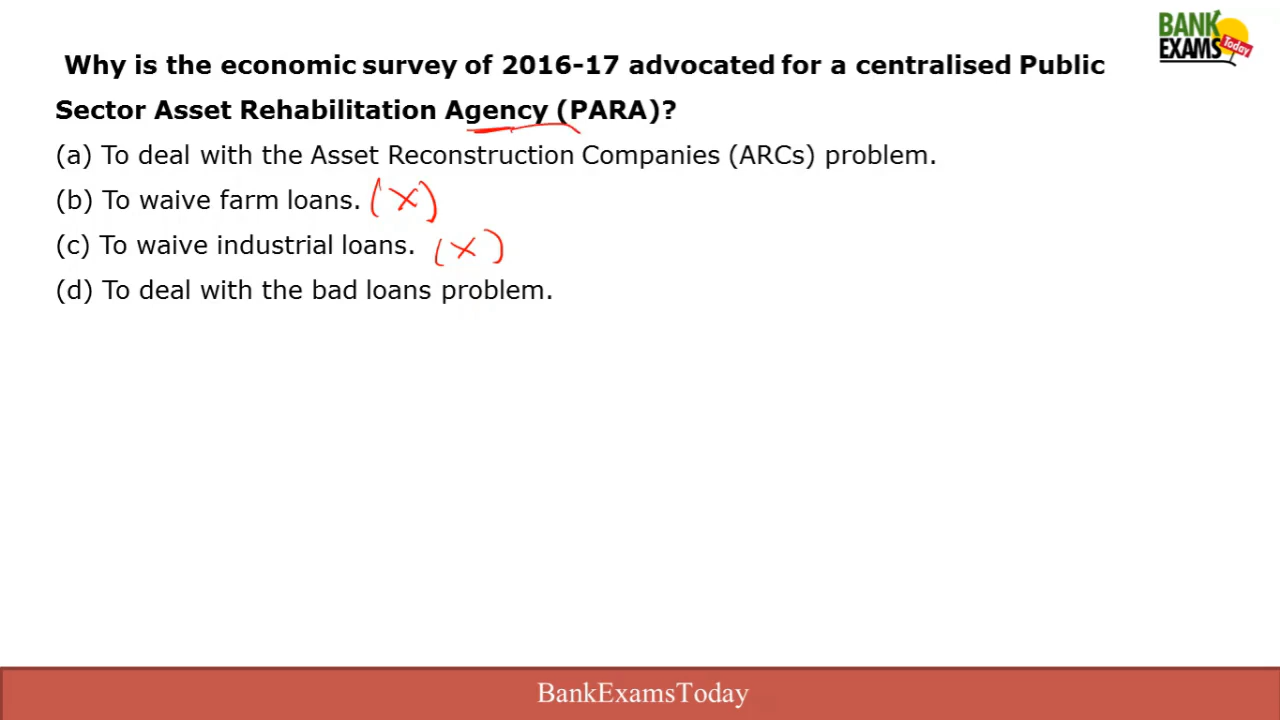 BANK
EXAMS Today
Why is the economic survey of 2016-17 advocated for a centralised Public
Sector Asset Rehabilitation Agency (PARA)?
(a) To deal with the Asset Reconstruction Companies (ARCs) problem.
(b) To waive farm loans. (X)
(c) To waive industrial loans. (X)
(d) To deal with the bad loans problem.
BankExamsToday